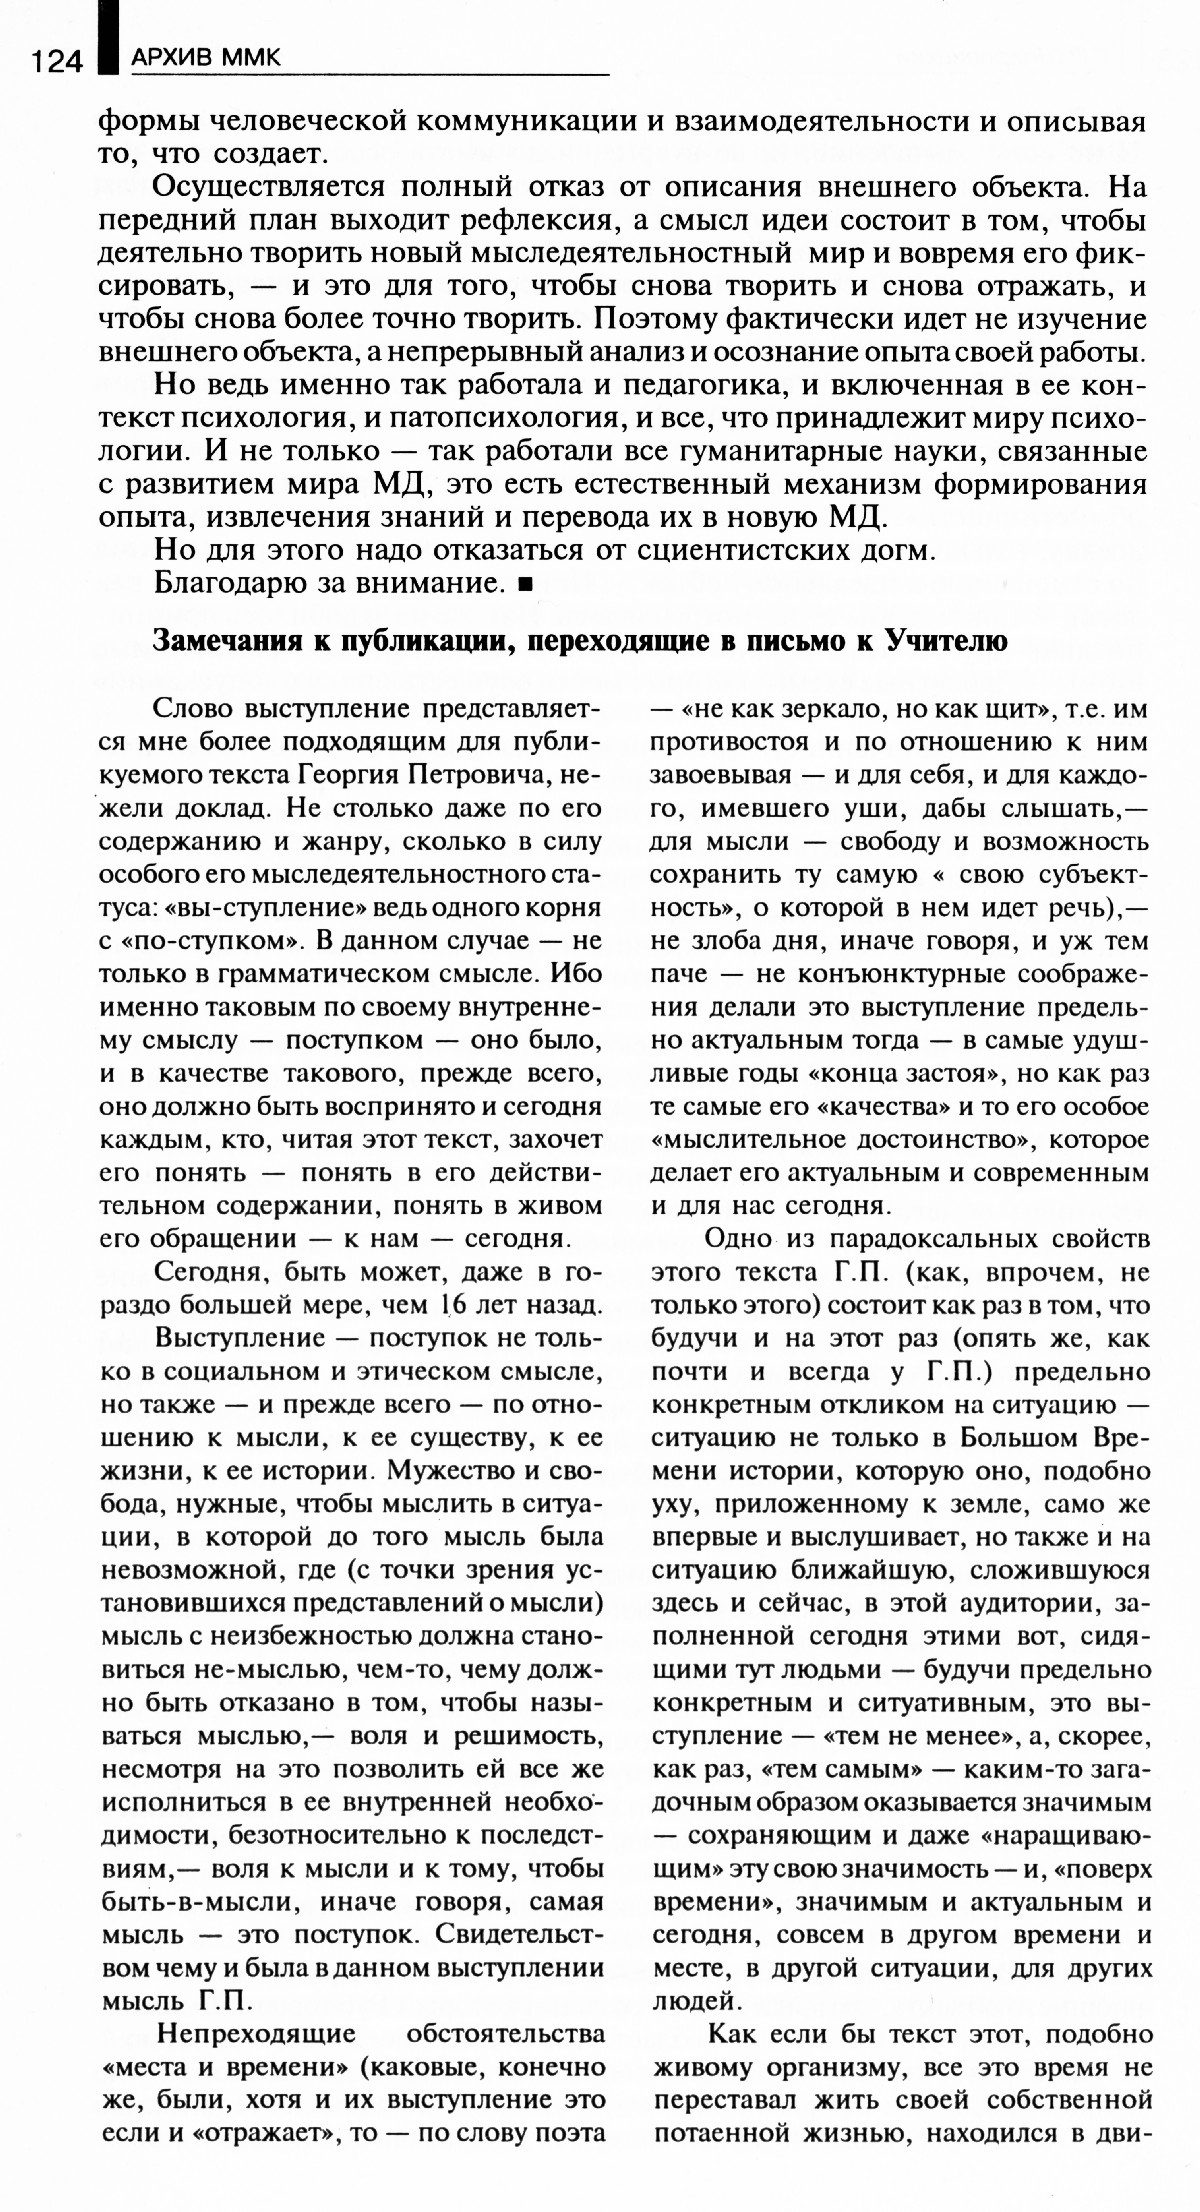 124
АРХИВ ММК
формы человеческой коммуникации и взаимодеятельности и описывая
то, что создает.
Осуществляется полный отказ от описания внешнего объекта. На
передний план выходит рефлексия, а смысл идеи состоит в том, чтобы
деятельно творить новый мыследеятельностный мир и вовремя его фик-
сировать, — и это для того, чтобы снова творить и снова отражать, и
чтобы снова более точно творить. Поэтому фактически идет не изучение
внешнего объекта, а непрерывный анализ и осознание опыта своей работы.
Но ведь именно так работала и педагогика, и включенная в ее кон-
текст психология, и патопсихология, и все, что принадлежит миру психо-
логии. И не только — так работали все гуманитарные науки, связанные
с развитием мира МД, это есть естественный механизм формирования
опыта, извлечения знаний и перевода их в новую МД.
Но для этого надо отказаться от сциентистских догм.
Благодарю за внимание. ■
Замечания к публикации, переходящие в письмо к Учителю
Слово выступление представляет-
ся мне более подходящим для публи-
куемого текста Георгия Петровича, не-
жели доклад. Не столько даже по его
содержанию и жанру, сколько в силу
особого его мыследеятельностного ста-
туса: «вы-ступление» ведь одного корня
с «по-ступком». В данном случае — не
только в грамматическом смысле. Ибо
именно таковым по своему внутренне-
му смыслу — поступком — оно было,
и в качестве такового, прежде всего,
оно должно быть воспринято и сегодня
каждым, кто, читая этот текст, захочет
его понять — понять в его действи-
тельном содержании, понять в живом
его обращении — к нам — сегодня.
Сегодня, быть может, даже в го-
раздо большей мере, чем 16 лет назад.
Выступление — поступок не толь-
ко в социальном и этическом смысле,
но также — и прежде всего — по отно-
шению к мысли, к ее существу, к ее
жизни, к ее истории. Мужество и сво-
бода, нужные, чтобы мыслить в ситуа-
ции, в которой до того мысль была
невозможной, где (с точки зрения ус-
тановившихся представлений о мысли)
мысль с неизбежностью должна стано-
виться не-мыслью, чем-то, чему долж-
но быть отказано в том, чтобы назы-
ваться мыслью,— воля и решимость,
несмотря на это позволить ей все же
исполниться в ее внутренней необхо-
димости, безотносительно к последст-
виям,— воля к мысли и к тому, чтобы
быть-в-мысли, иначе говоря, самая
мысль — это поступок. Свидетельст-
вом чему и была в данном выступлении
мысль Г.П.
Непреходящие обстоятельства
«места и времени» (каковые, конечно
же, были, хотя и их выступление это
если и «отражает», то — по слову поэта
— «не как зеркало, но как щит», т.е. им
противостоя и по отношению к ним
завоевывая — и для себя, и для каждо-
го, имевшего уши, дабы слышать,—
для мысли — свободу и возможность
сохранить ту самую « свою субъект-
ность», о которой в нем идет речь),—
не злоба дня, иначе говоря, и уж тем
паче — не конъюнктурные соображе-
ния делали это выступление предель-
но актуальным тогда — в самые удуш-
ливые годы «конца застоя», но как раз
те самые его «качества» и то его особое
«мыслительное достоинство», которое
делает его актуальным и современным
и для нас сегодня.
Одно из парадоксальных свойств
этого текста Г.П. (как, впрочем, не
только этого) состоит как раз в том, что
будучи и на этот раз (опять же, как
почти и всегда у Г.П.) предельно
конкретным откликом на ситуацию —
ситуацию не только в Большом Вре-
мени истории, которую оно, подобно
уху, приложенному к земле, само же
впервые и выслушивает, но также и на
ситуацию ближайшую, сложившуюся
здесь и сейчас, в этой аудитории, за-
полненной сегодня этими вот, сидя-
щими тут людьми — будучи предельно
конкретным и ситуативным, это вы-
ступление — «тем не менее», а, скорее,
как раз, «тем самым» — каким-то зага-
дочным образом оказывается значимым
— сохраняющим и даже «наращиваю-
щим» эту свою значимость — и, «поверх
времени», значимым и актуальным и
сегодня, совсем в другом времени и
месте, в другой ситуации, для других
людей.
Как если бы текст этот, подобно
живому организму, все это время не
переставал жить своей собственной
потаенной жизнью, находился в дви-